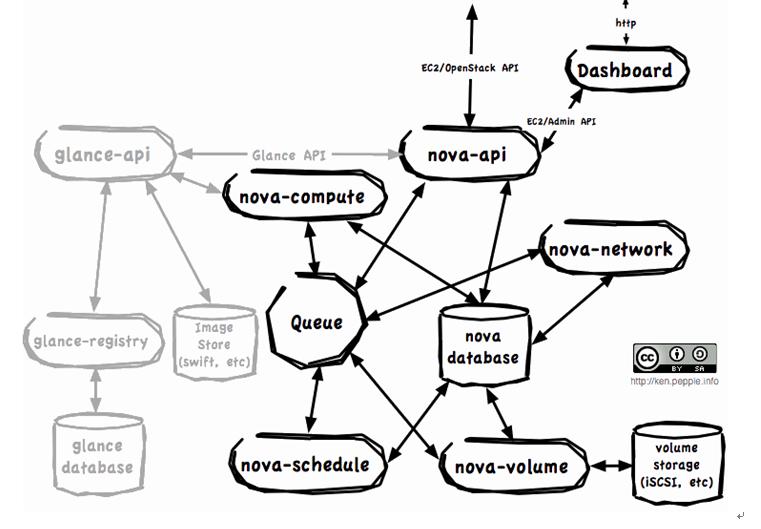 http
EC2/OpenStack API
Dashboard
EC2/Admin API
glance-api
Glance API
nova-api
nova-compute
nova-network
Queue
nova
database
glance-registry
Image
Store
(swift, etc)
cc
BY SA
http://ken.pepple.info
glance
database
nova-schedule
nova-volume
volume
storage
(iSCSI, etc)